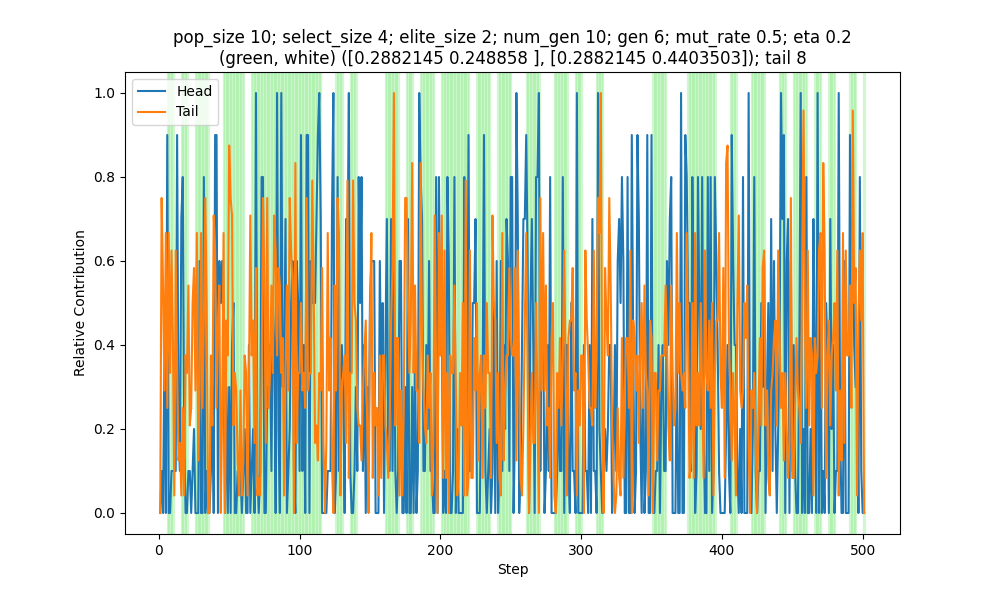 pop_size 10; select_size 4; elite_size 2; num_gen 10; gen 6; mut_rate 0.5; eta 0.2
(green, white) ([0.2882145 0.248858 ], [0.2882145 0.4403503]); tail 8
Head
Tail
1.0
0.8
0.6
0.4
0.2
0.0
Relative Contribution
0 100 200 300 400 500
Step